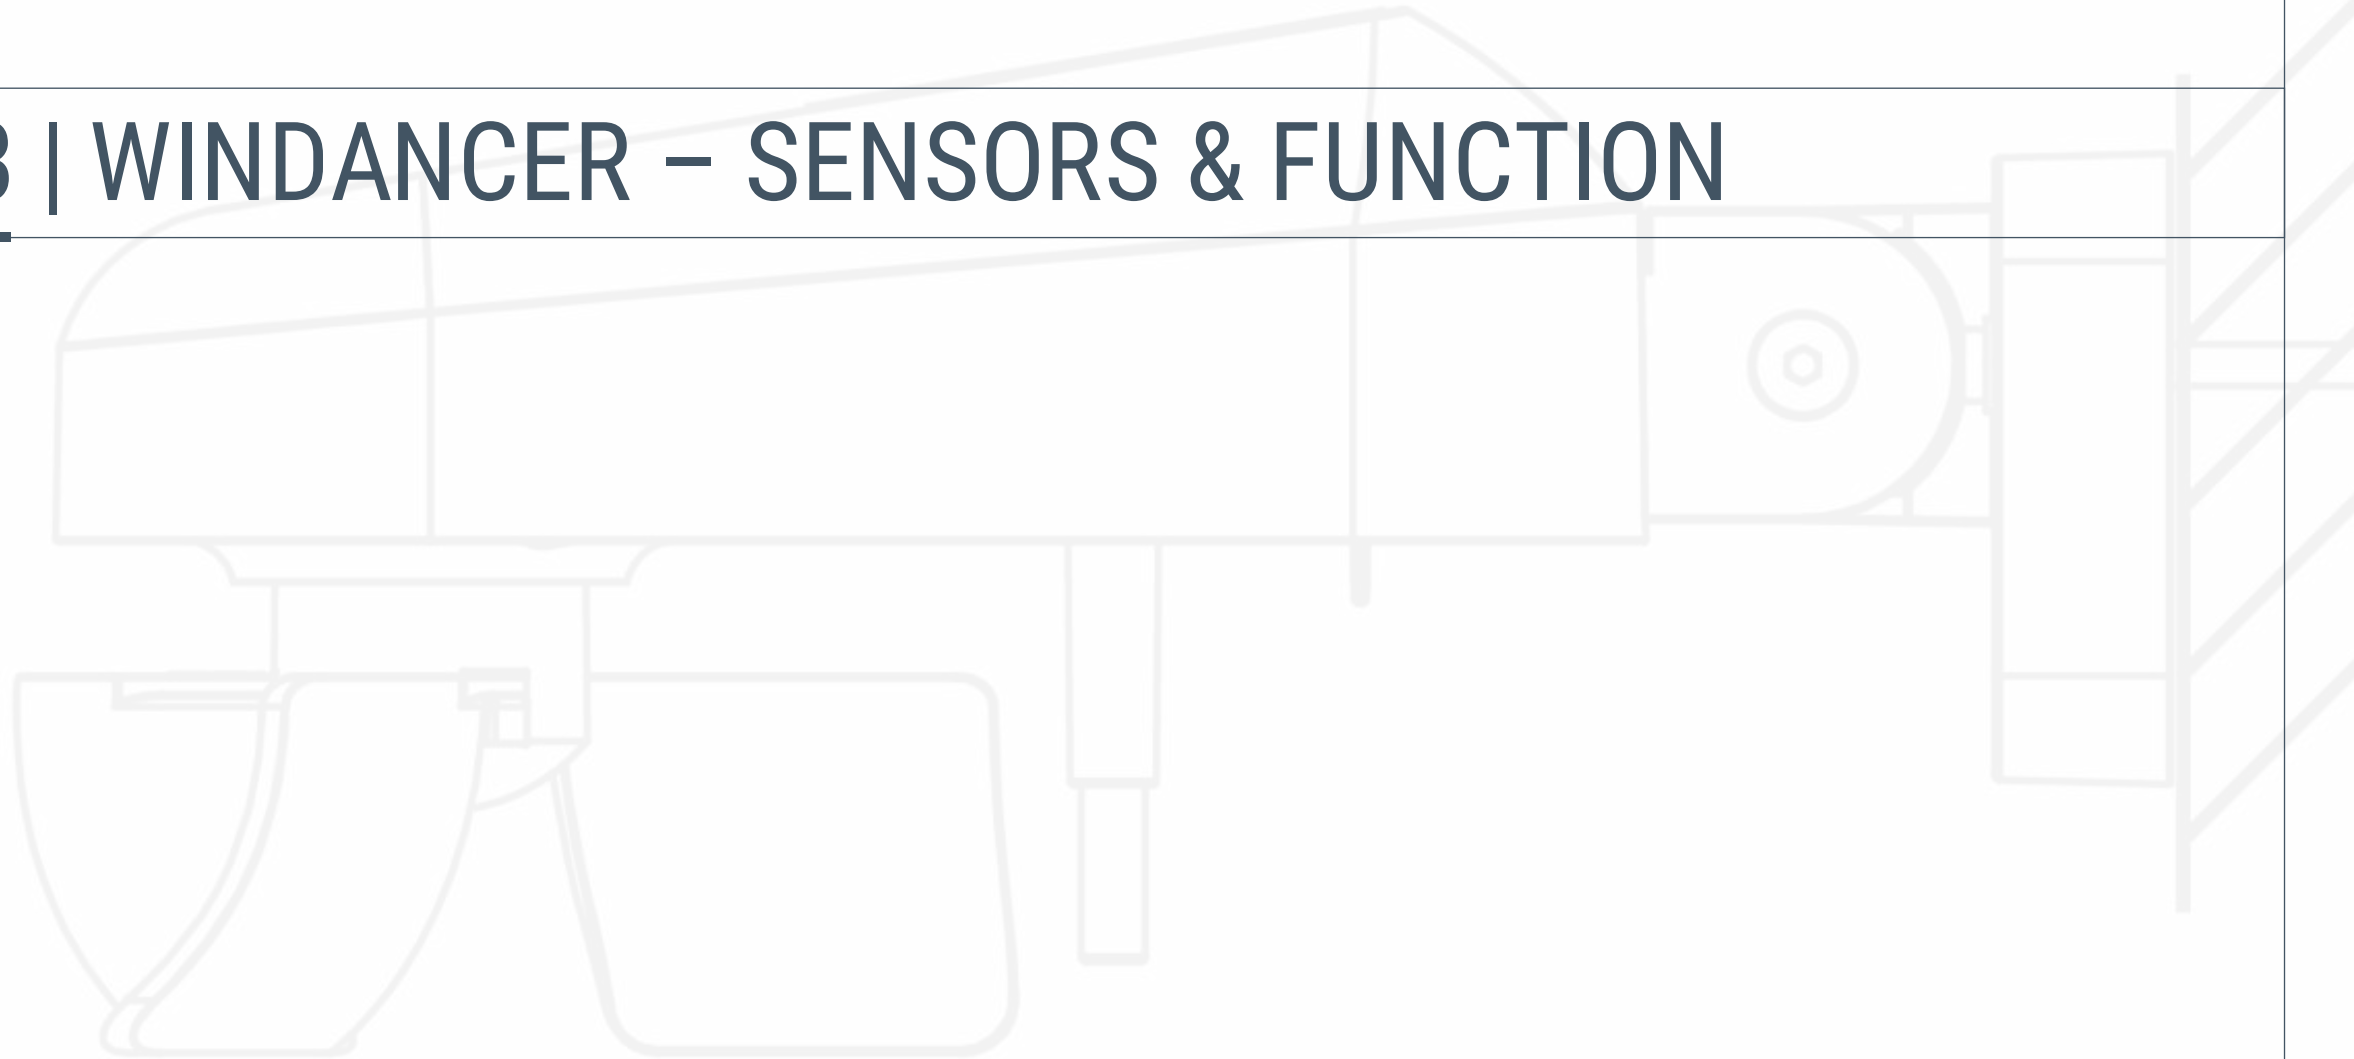 | WINDANCER – SENSORS & FUNCTION